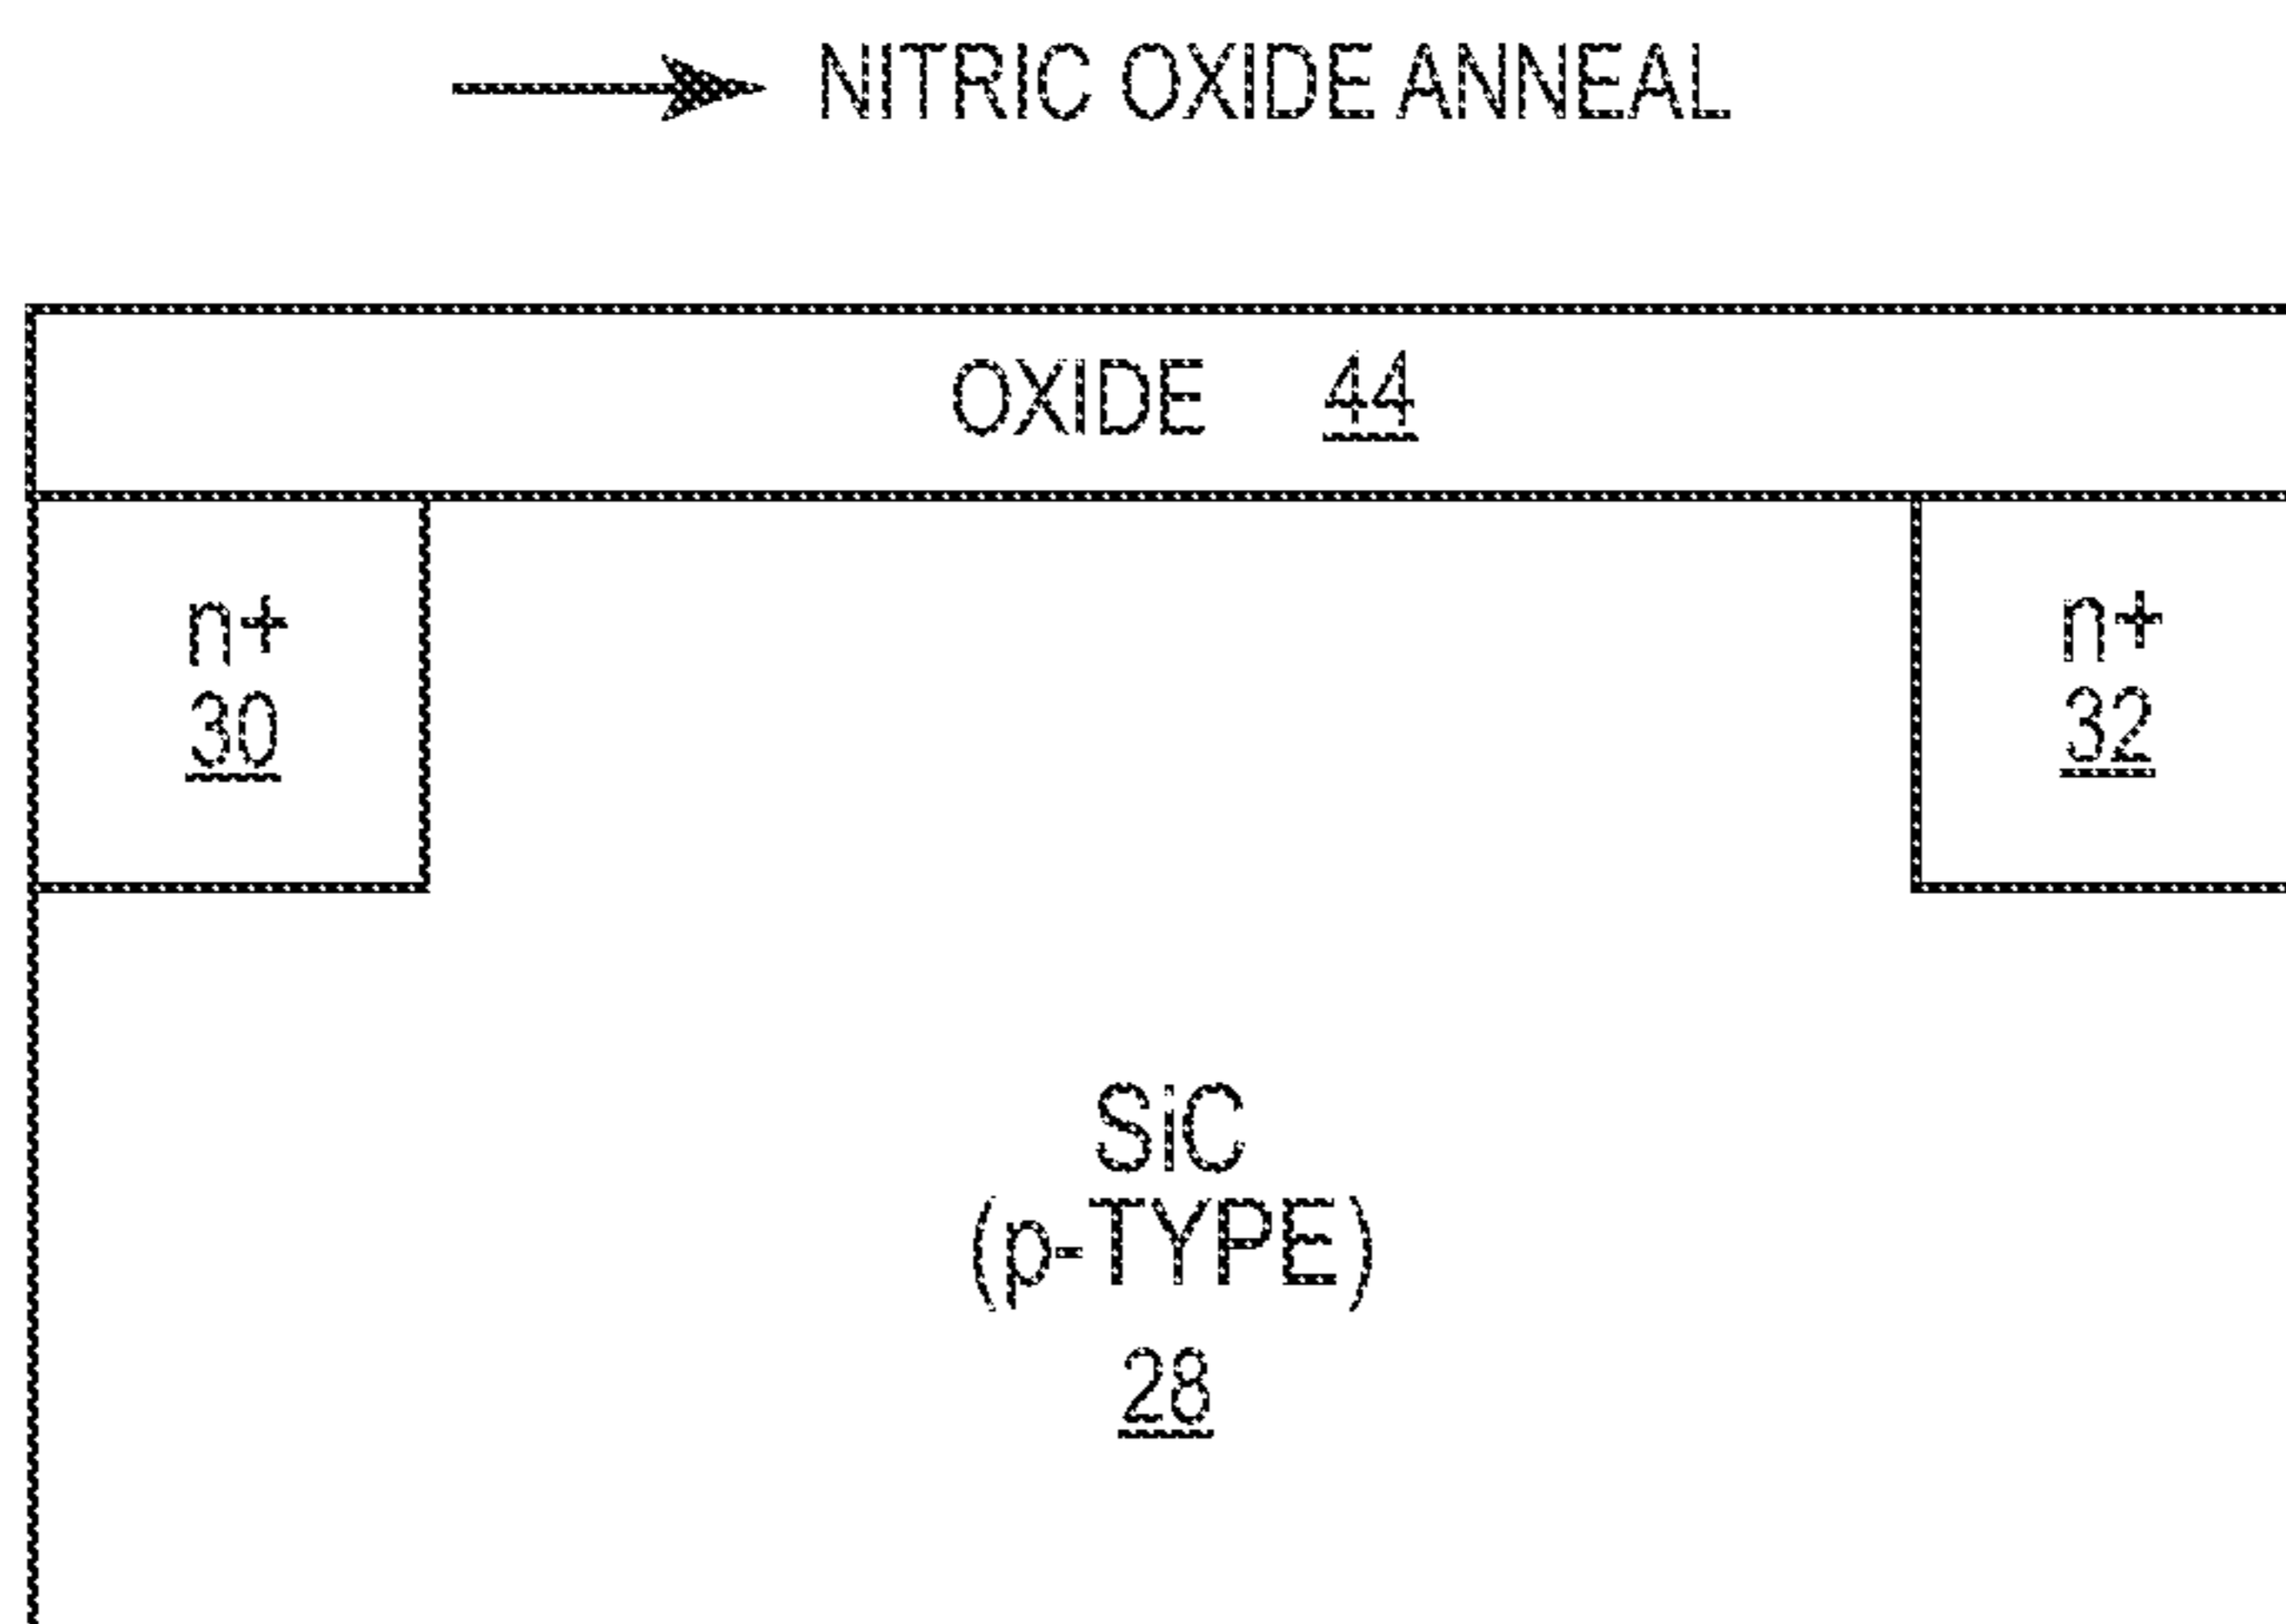 NITRIC OXIDE ANNEAL
OXIDE 44
n+
30
n+
32
SiC
(p-TYPE)
28